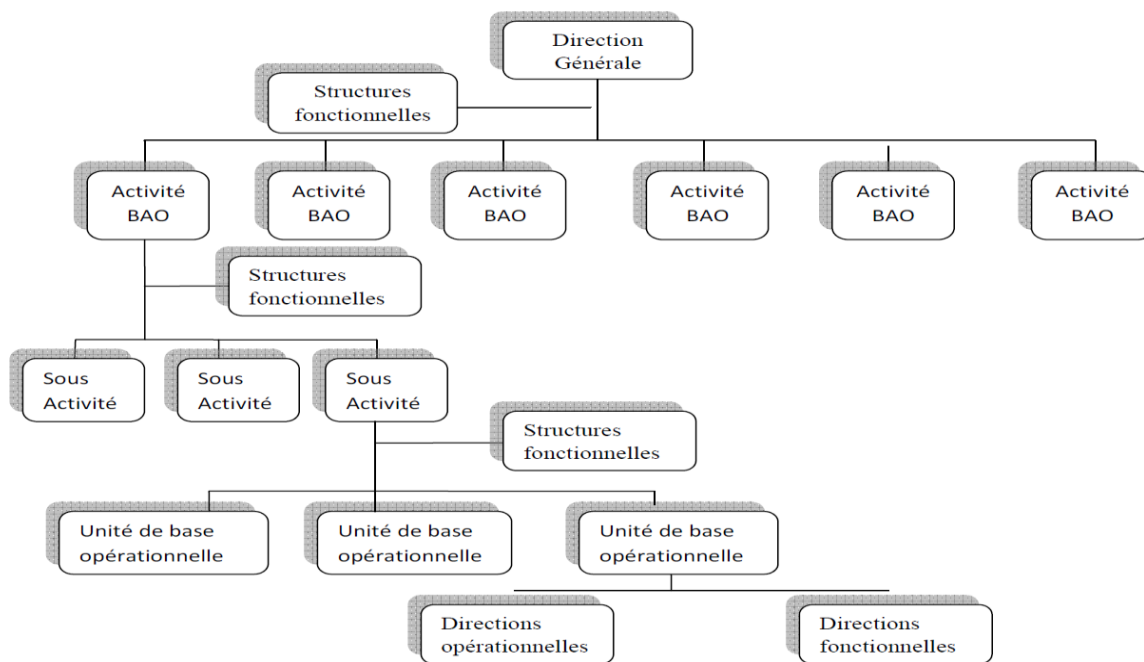 Direction
Générale
Structures
fonctionnelles
Activité
BAO
Activité
BAO
Activité
BAO
Activité
BAO
Activité
BAO
Activité
BAO
Structures
fonctionnelles
Sous
Activité
Sous
Activité
Sous
Activité
Structures
fonctionnelles
Unité de base
opérationnelle
Unité de base
opérationnelle
Unité de base
opérationnelle
Directions
opérationnelles
Directions
fonctionnelles